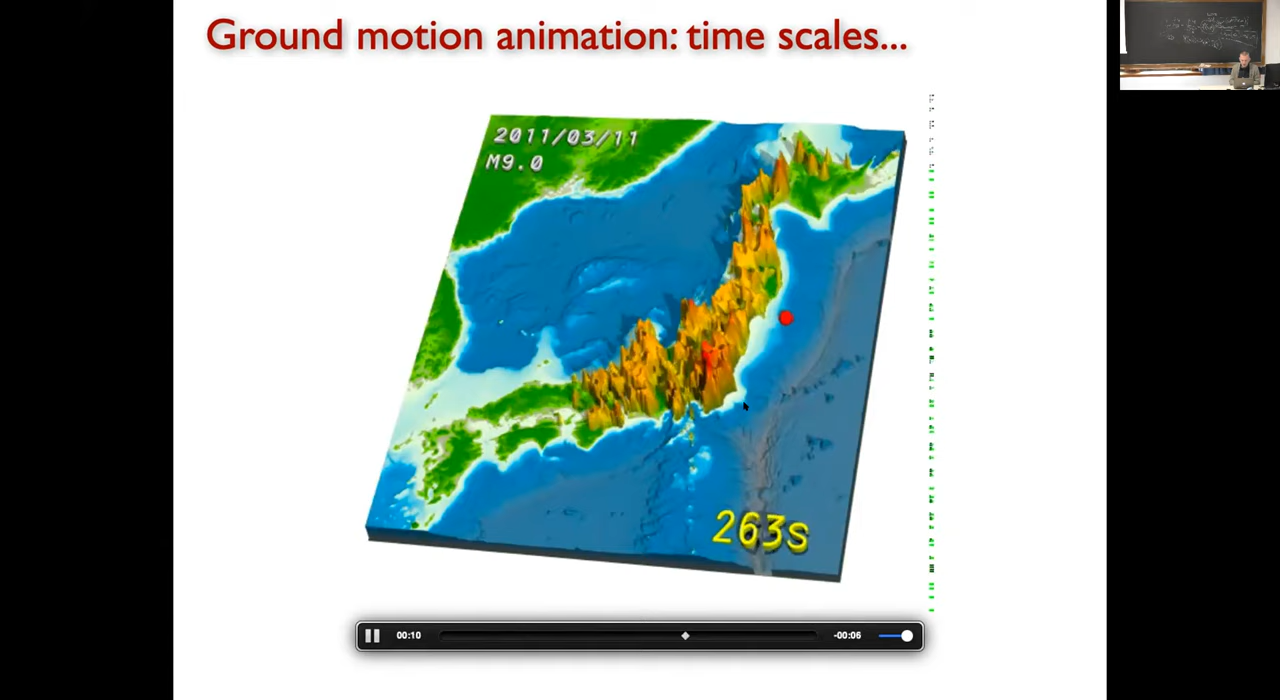 Ground motion animation: time scales...
2011/03/11
M9.0
263s
00:10
-00:06